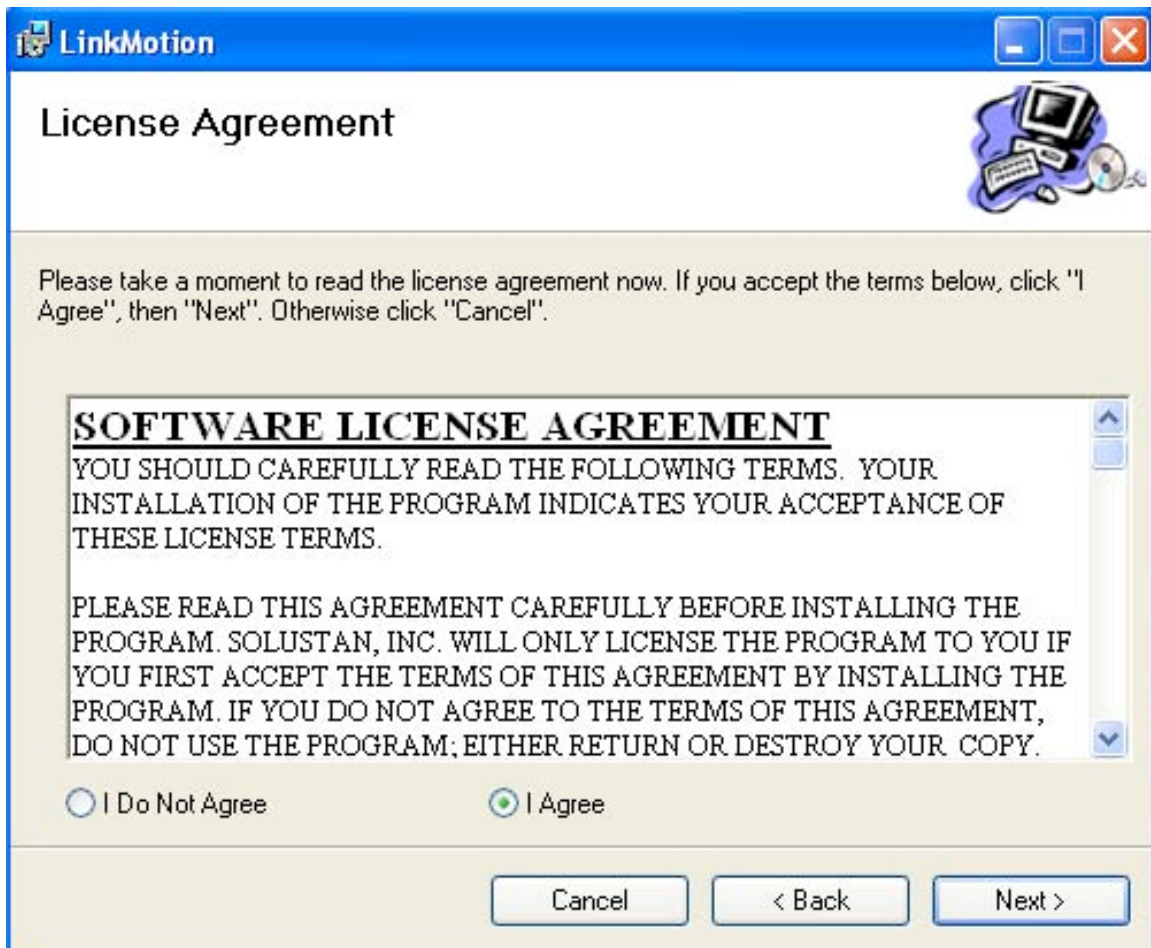 LinkMotion
License Agreement
Please take a moment to read the license agreement now. If you accept the terms below, click "I
Agree", then "Next". Otherwise click "Cancel".
SOFTWARE LICENSE AGREEMENT
YOU SHOULD CAREFULLY READ THE FOLLOWING TERMS.  YOUR
INSTALLATION OF THE PROGRAM INDICATES YOUR ACCEPTANCE OF
THESE LICENSE TERMS.
PLEASE READ THIS AGREEMENT CAREFULLY BEFORE INSTALLING THE
PROGRAM. SOLUSTAN, INC. WILL ONLY LICENSE THE PROGRAM TO YOU IF
YOU FIRST ACCEPT THE TERMS OF THIS AGREEMENT BY INSTALLING THE
PROGRAM. IF YOU DO NOT AGREE TO THE TERMS OF THIS AGREEMENT,
DO NOT USE THE PROGRAM; EITHER RETURN OR DESTROY YOUR  COPY.
I Do Not Agree I Agree
Cancel < Back Next >